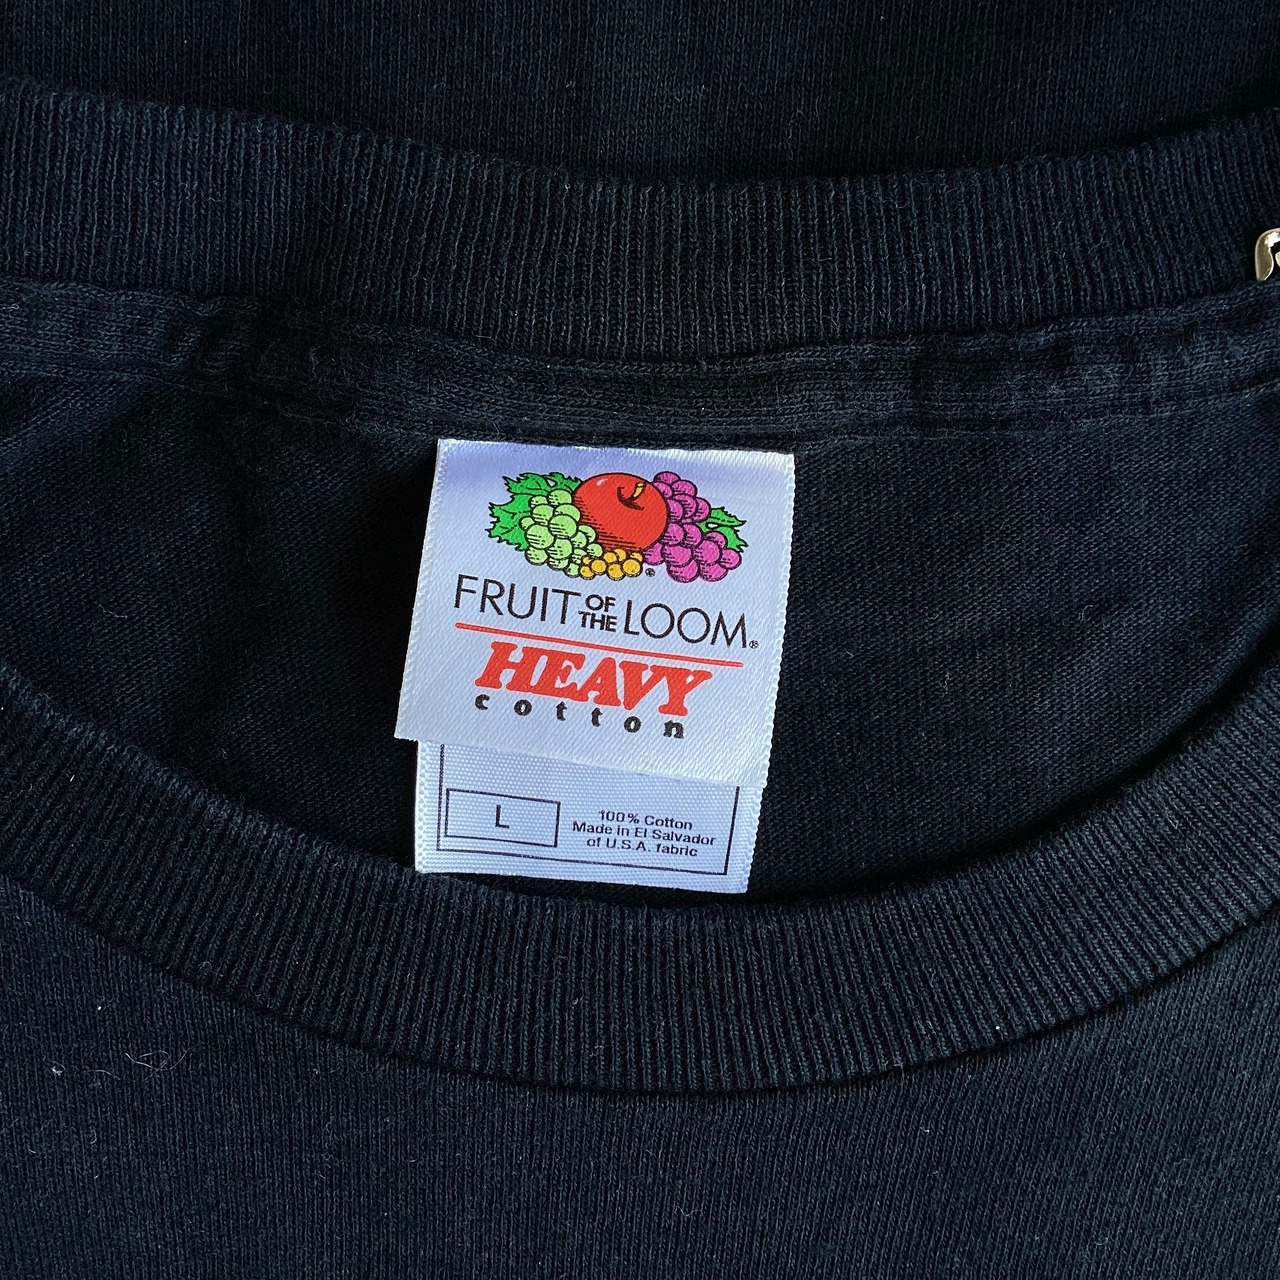 FRUIT OF THE LOOM®
HEAVY
cotton
L
100% Cotton
Made in El Salvador
of U.S.A. fabric